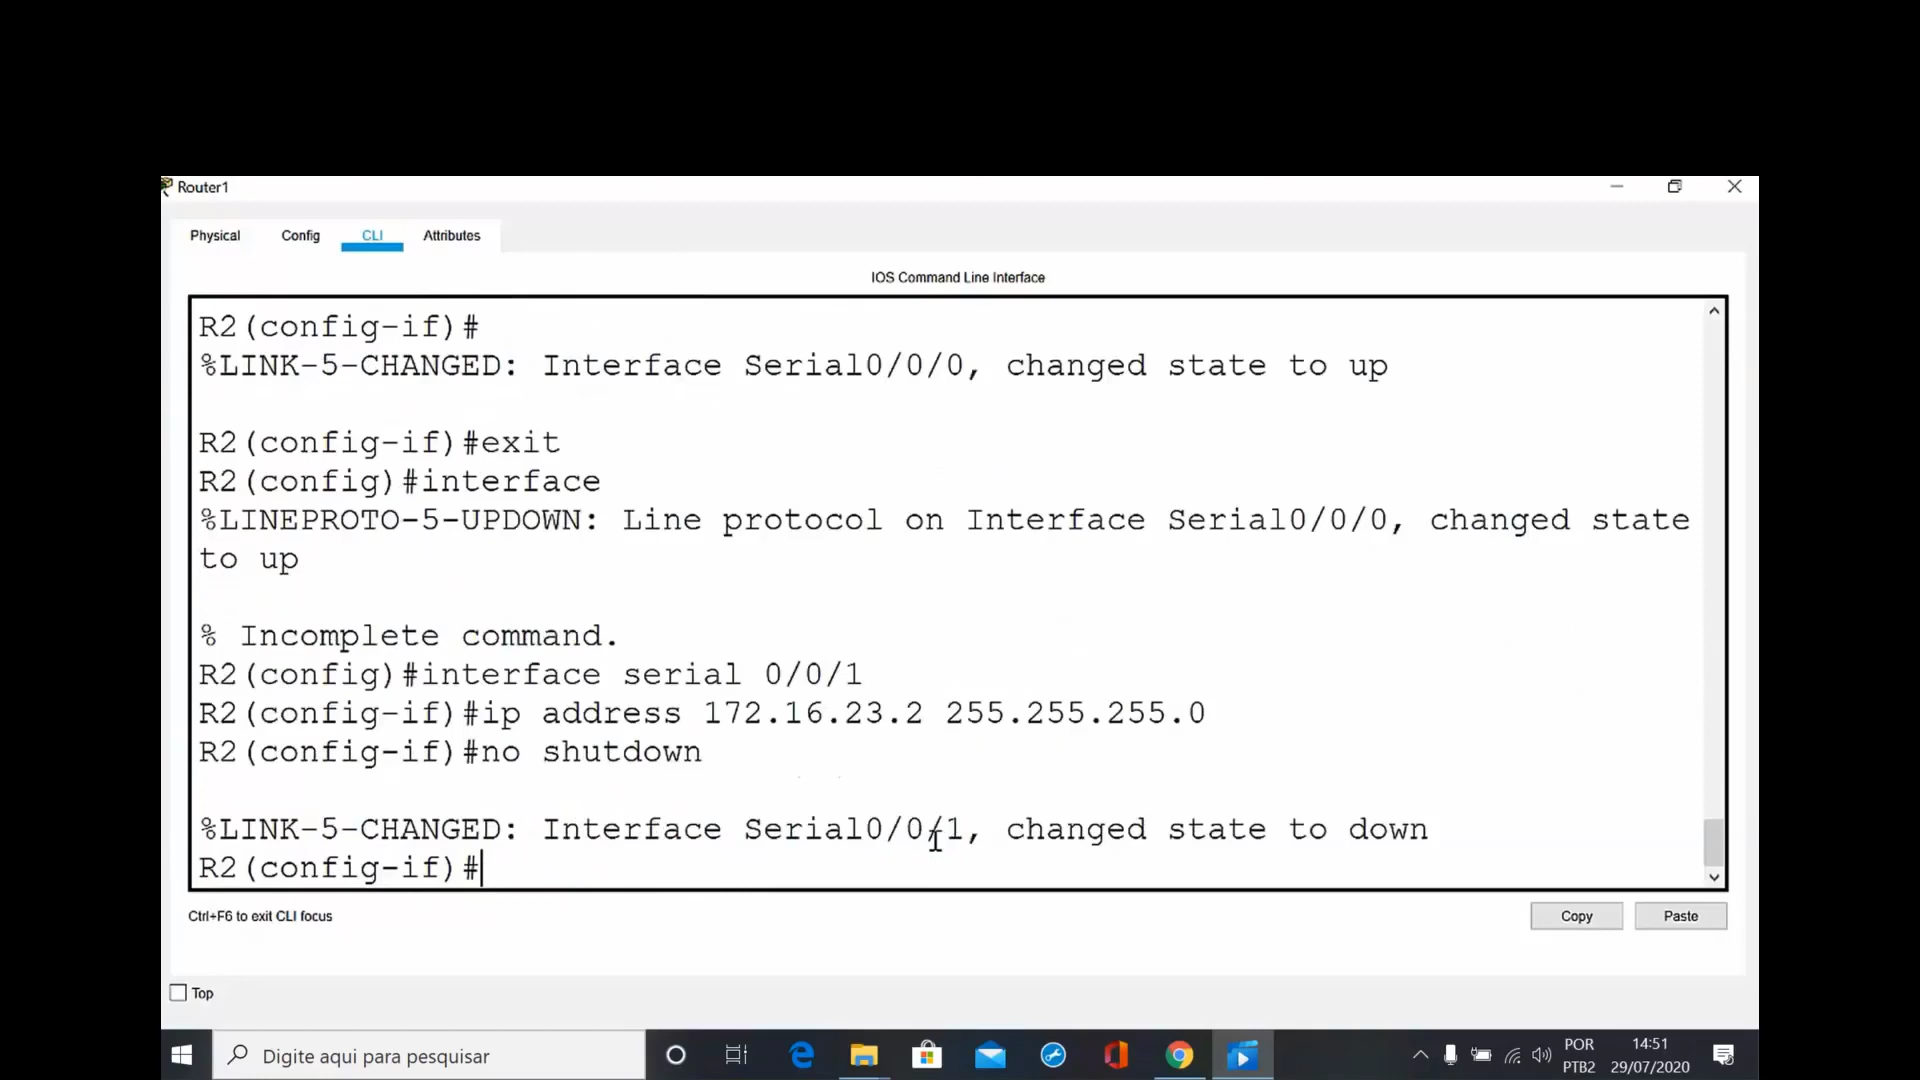 Router1
Physical Config CLI Attributes
IOS Command Line Interface
R2(config-if)#
%LINK-5-CHANGED: Interface Serial0/0/0, changed state to up
R2(config-if)#exit
R2(config)#interface
%LINEPROTO-5-UPDOWN: Line protocol on Interface Serial0/0/0, changed state
to up
% Incomplete command.
R2(config)#interface serial 0/0/1
R2(config-if)#ip address 172.16.23.2 255.255.255.0
R2(config-if)#no shutdown
%LINK-5-CHANGED: Interface Serial0/0/1, changed state to down
R2(config-if)#
Ctrl+F6 to exit CLI focus
Copy Paste
Top
Digite aqui para pesquisar
POR 14:51
PTB2 29/07/2020